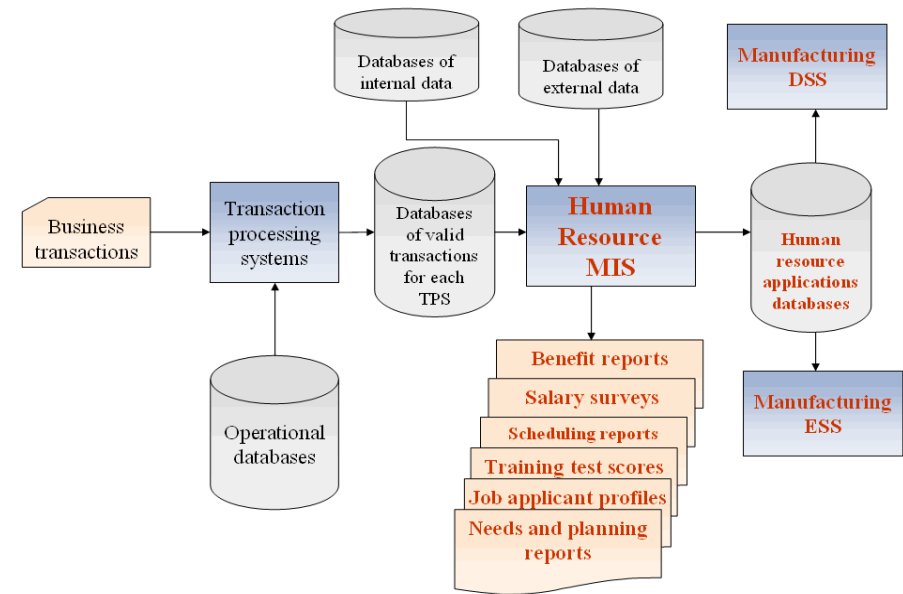 Databases of
internal data
Databases of
external data
Manufacturing
DSS
Business
transactions
Transaction
processing
systems
Databases
of valid
transactions
for each
TPS
Human
Resource
MIS
Human
resource
applications
databases
Operational
databases
Benefit reports
Salary surveys
Scheduling reports
Training test scores
Job applicant profiles
Needs and planning
reports
Manufacturing
ESS